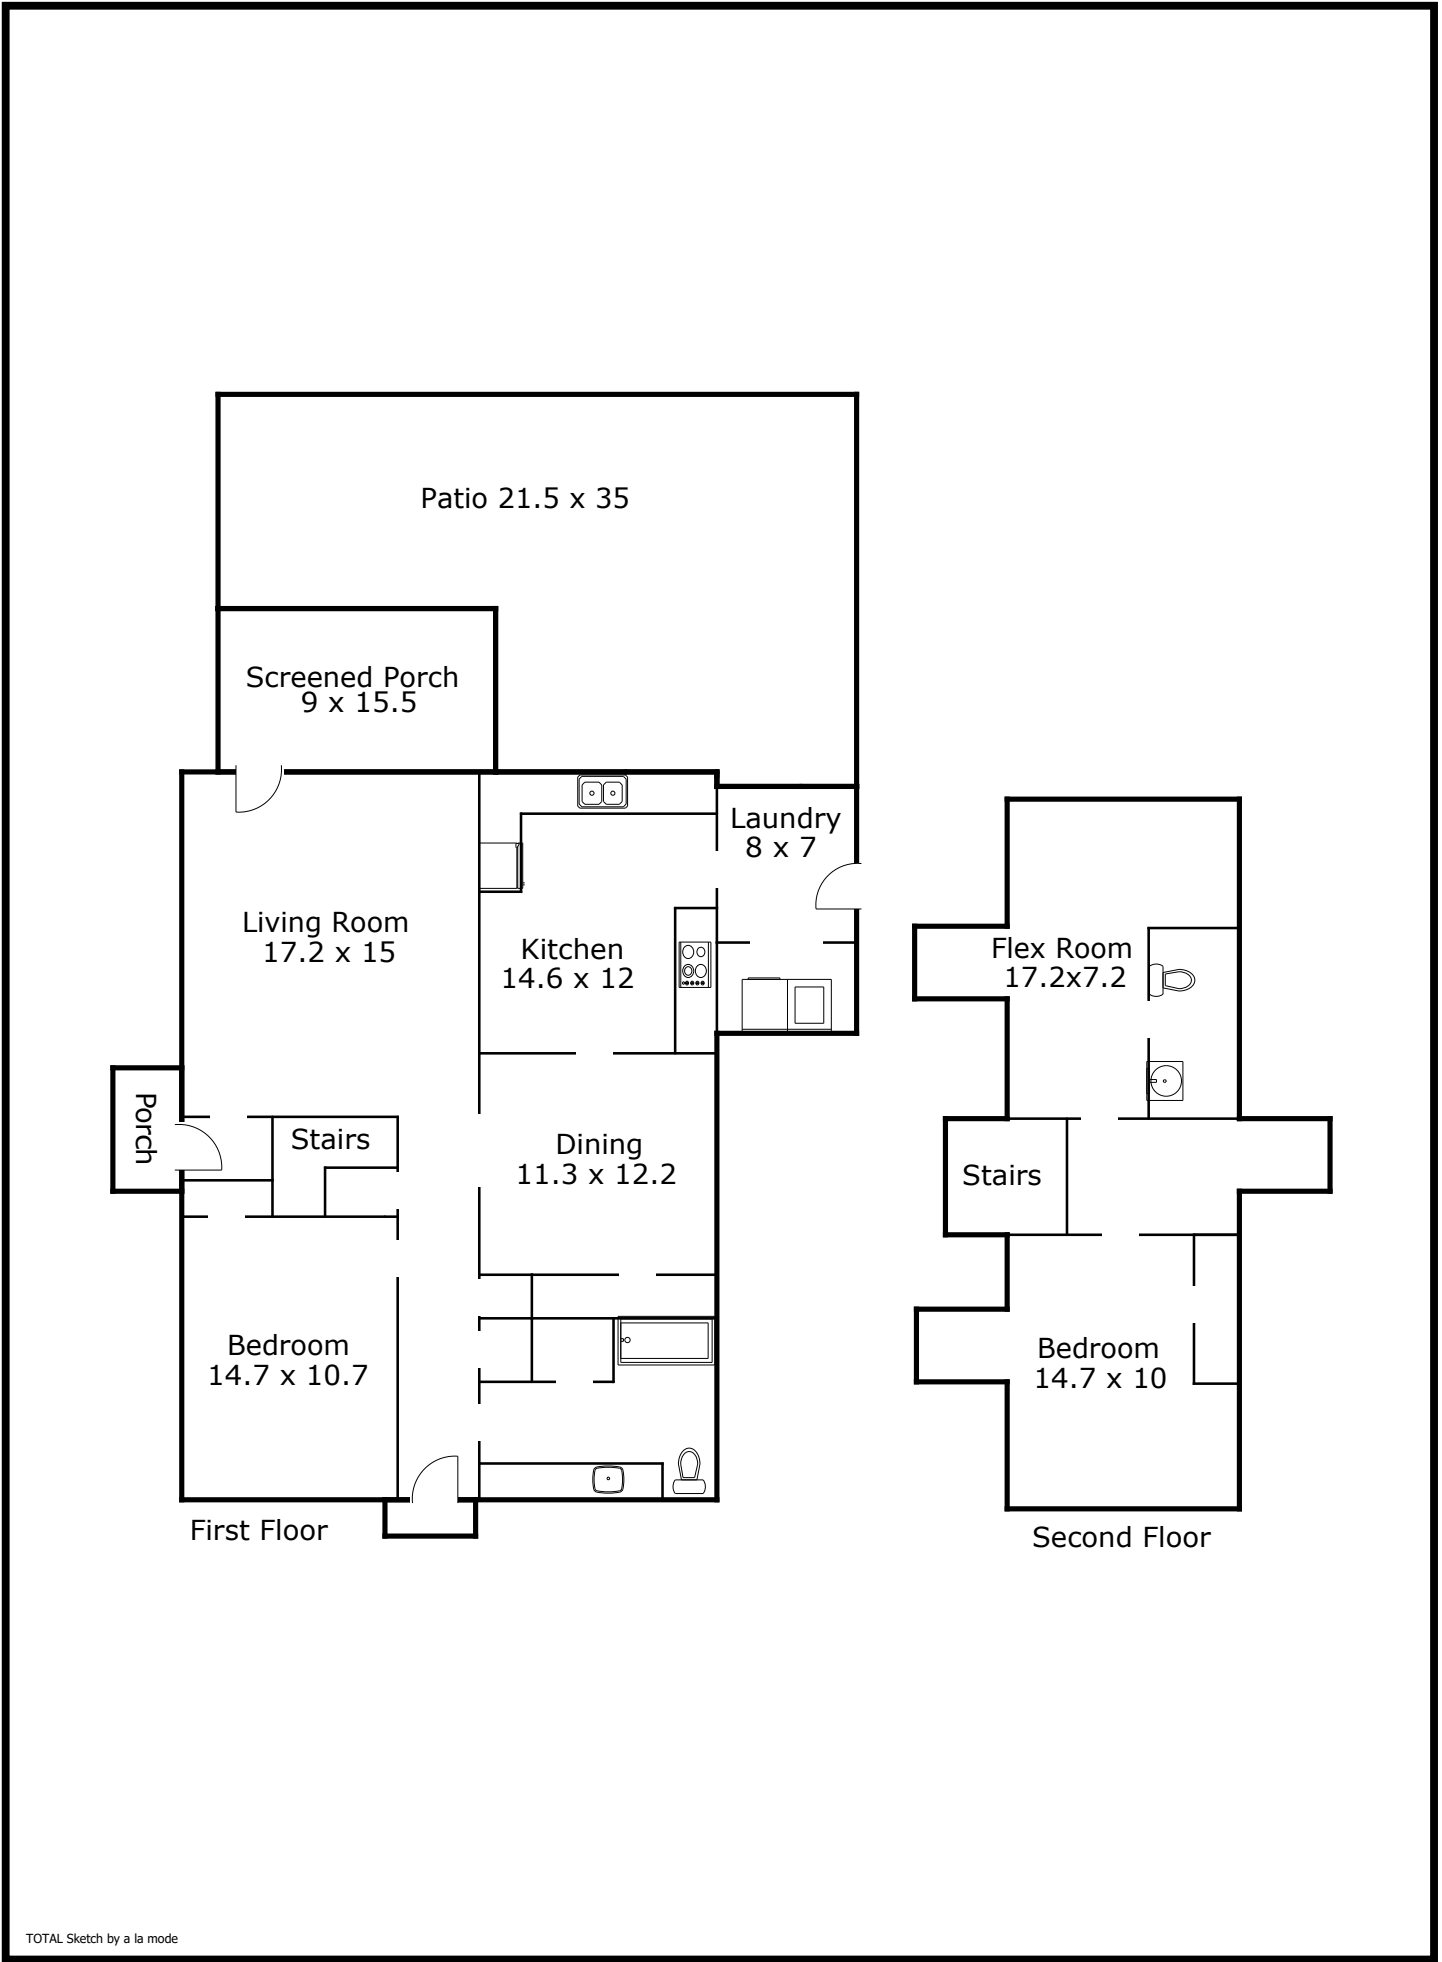 Patio 21.5 x 35
Screened Porch
9 x 15.5
Laundry
8 x 7
Living Room
17.2 x 15
Kitchen
14.6 x 12
Flex Room
17.2x7.2
Porch
Stairs
Dining
11.3 x 12.2
Stairs
Bedroom
14.7 x 10.7
Bedroom
14.7 x 10
First Floor
Second Floor
TOTAL Sketch by a la mode